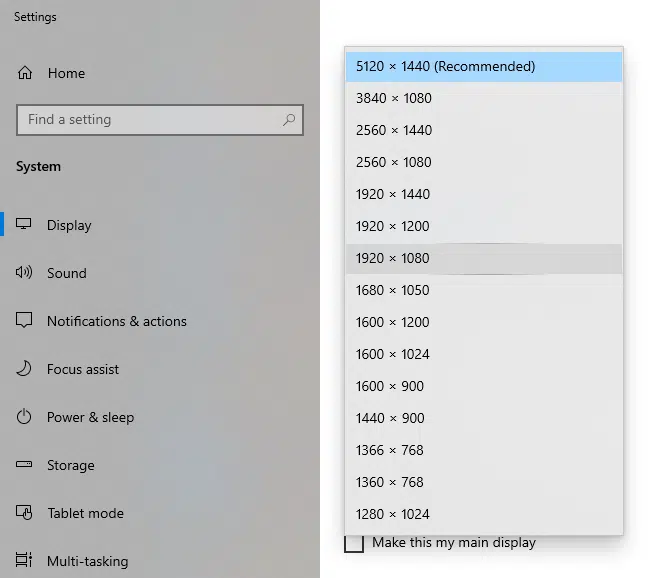 Settings
Home
Find a setting
System
Display
Sound
Notifications & actions
Focus assist
Power & sleep
Storage
Tablet mode
Multi-tasking
5120 × 1440 (Recommended)
3840 × 1080
2560 × 1440
2560 × 1080
1920 × 1440
1920 × 1200
1920 × 1080
1680 × 1050
1600 × 1200
1600 × 1024
1600 × 900
1440 × 900
1366 × 768
1360 × 768
1280 × 1024
Make this my main display